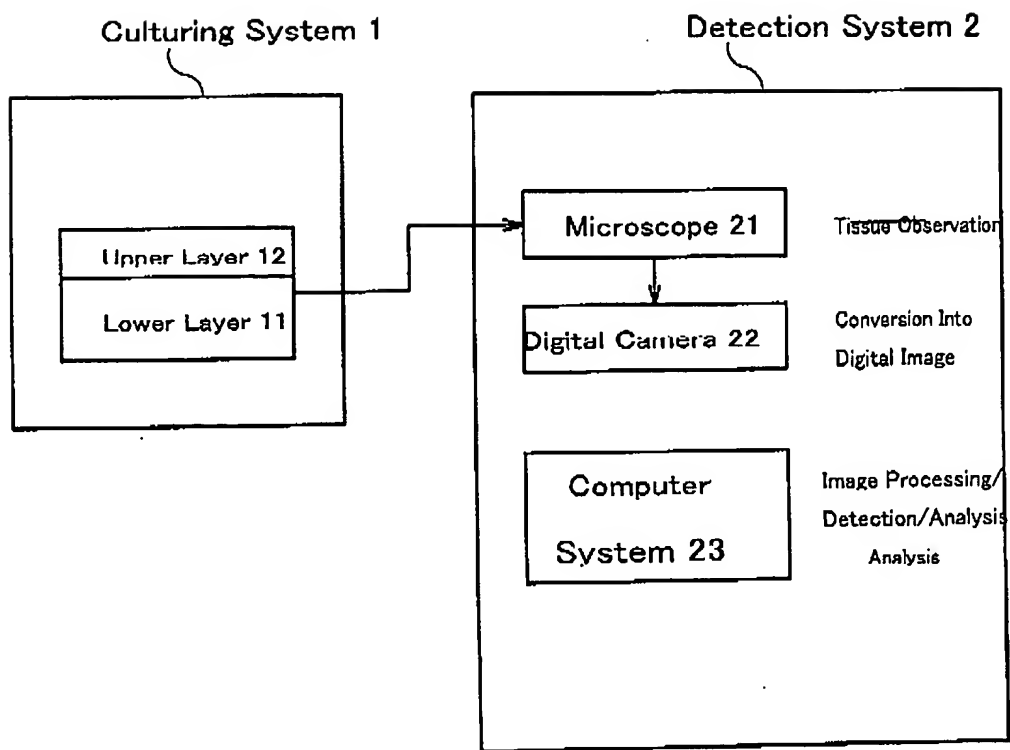 Culturing System 1
Detection System 2
Upper Layer 12
Lower Layer 11
Microscope 21
Tissue Observation
Digital Camera 22
Conversion Into
Digital Image
Computer
System 23
Image Processing/
Detection/Analysis
Analysis